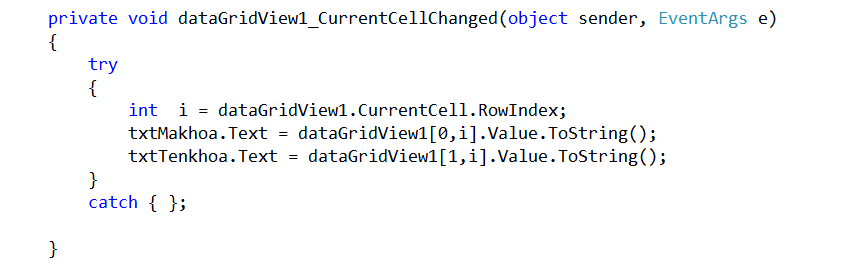 private void dataGridView1_CurrentCellChanged(object sender, EventArgs e)
{
try
{
int  i = dataGridView1.CurrentCell.RowIndex;
txtMakhoa.Text = dataGridView1[0,i].Value.ToString();
txtTenkhoa.Text = dataGridView1[1,i].Value.ToString();
}
catch { };
}